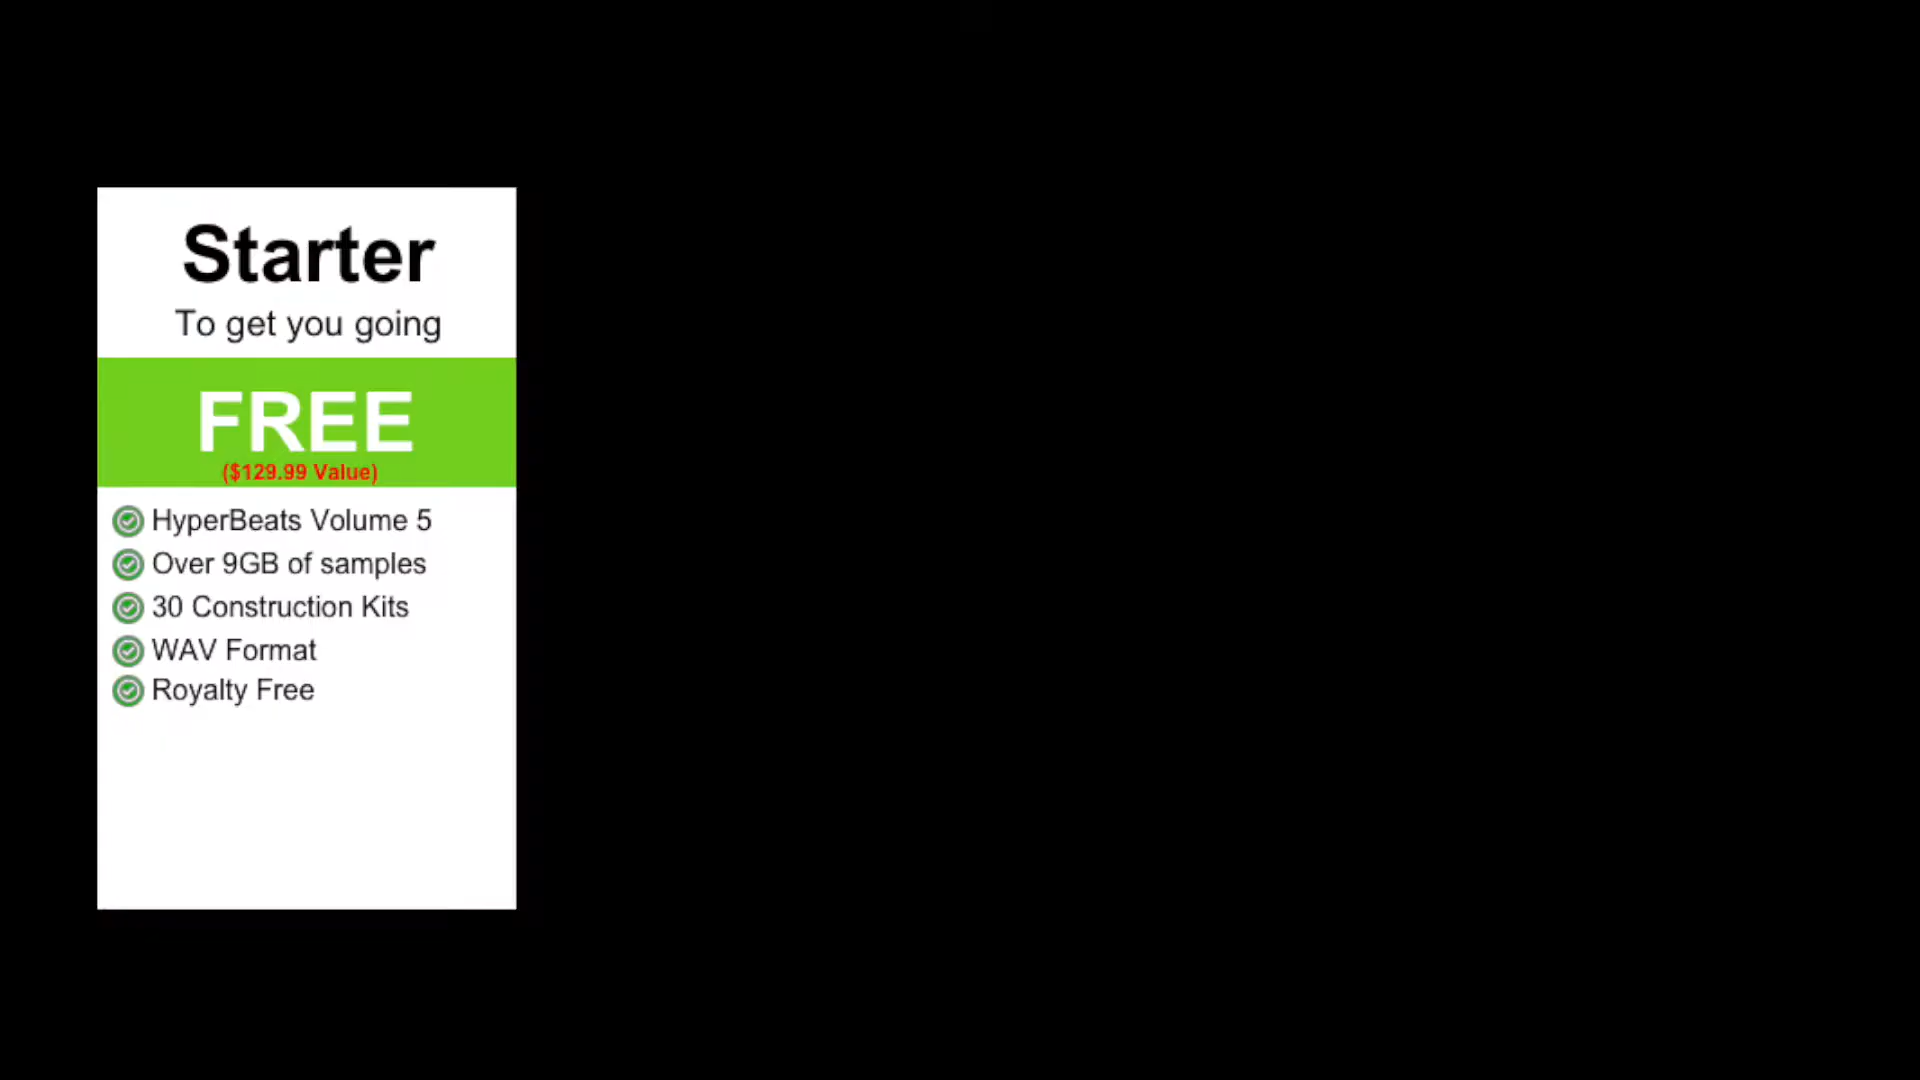 Starter
To get you going
FREE
($129.99 Value)
HyperBeats Volume 5
Over 9GB of samples
30 Construction Kits
WAV Format
Royalty Free